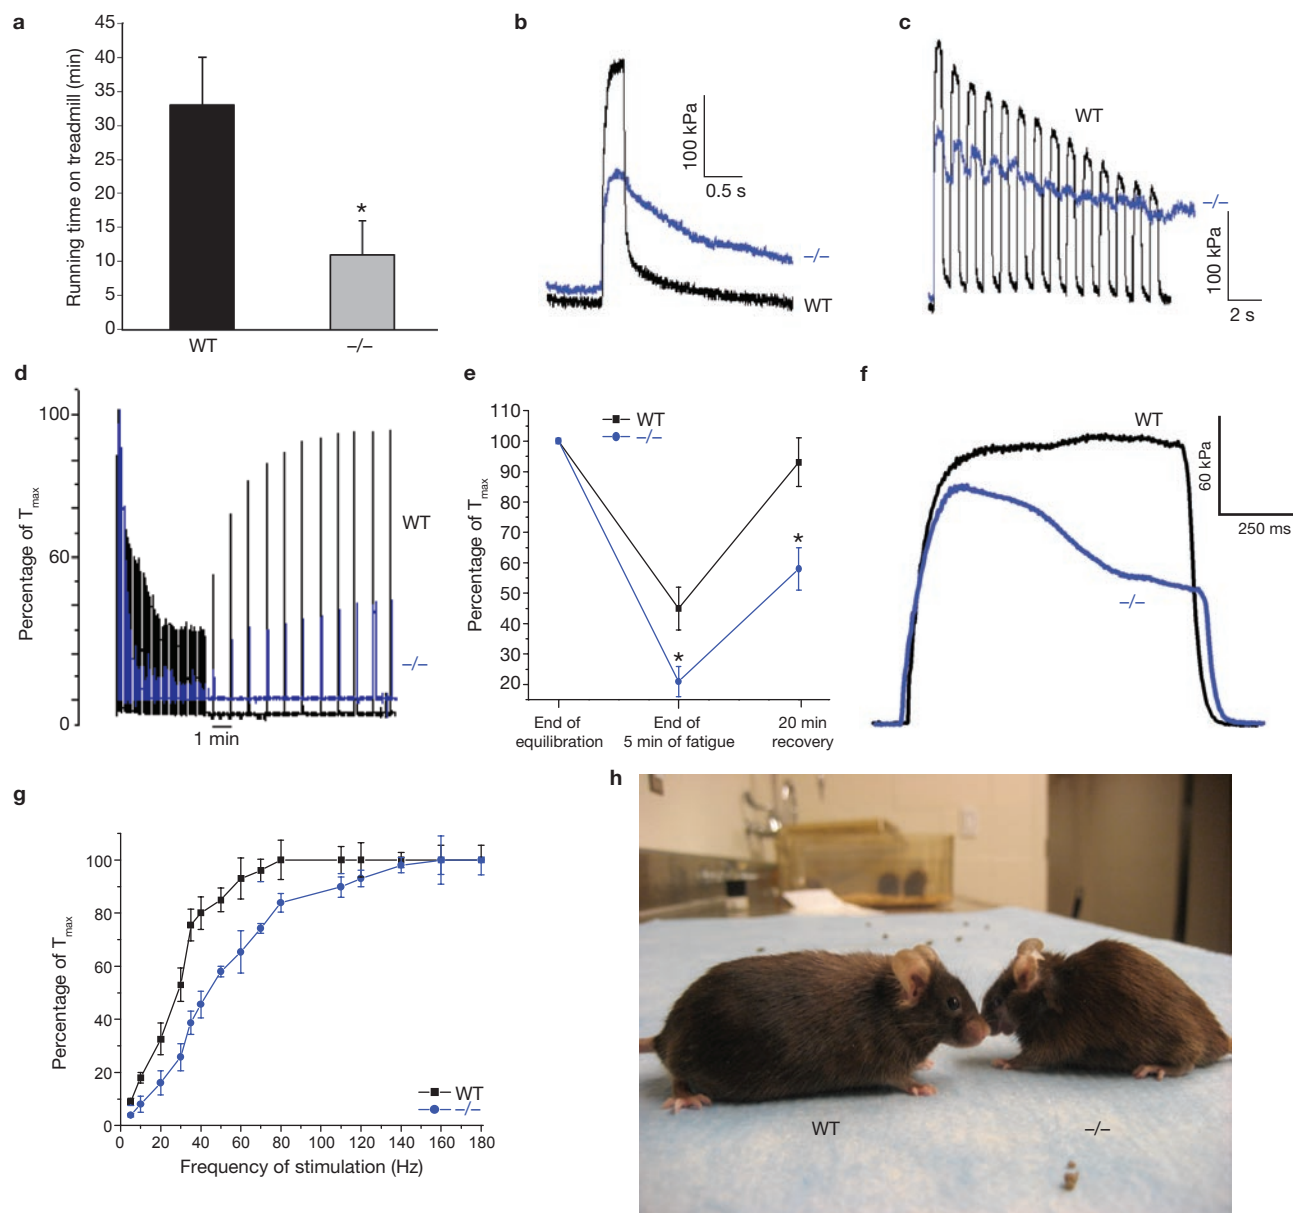 a
Running time on treadmill (min)
45
40
35
30
25
20
15
10
5
0
*
WT
–/–
b
100 kPa
0.5 s
–/–
WT
c
WT
–/–
100 kPa
2 s
d
Percentage of Tmax
100
60
0
WT
–/–
1 min
e
Percentage of Tmax
110
100
90
80
70
60
50
40
30
20
WT
–/–
*
*
End of
equilibration
End of
5 min of fatigue
20 min
recovery
f
WT
60 kPa
250 ms
–/–
g
Percentage of Tmax
100
80
60
40
20
0
WT
–/–
0 20 40 60 80 100 120 140 160 180
Frequency of stimulation (Hz)
h
WT
–/–